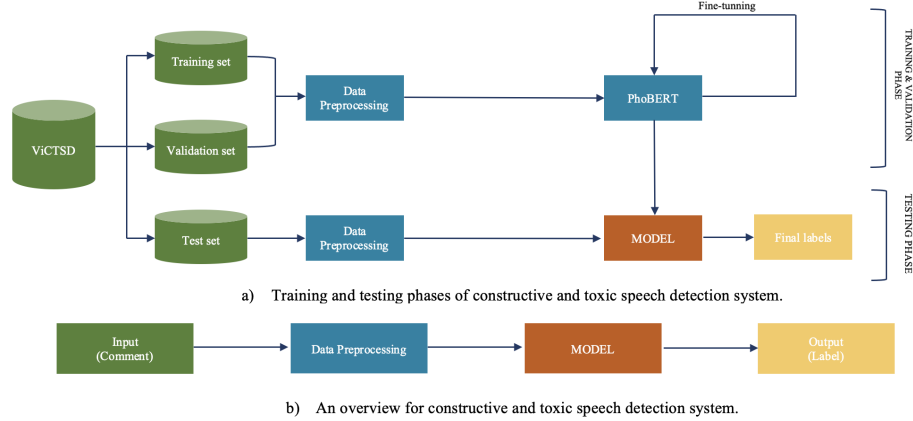 Fine-tunning
Training set
Data
Preprocessing
PhoBERT
TRAINING & VALIDATION
PHASE
ViCTSD
Validation set
Test set
Data
Preprocessing
MODEL
Final labels
TESTING PHASE
a) Training and testing phases of constructive and toxic speech detection system.
Input
(Comment)
Data Preprocessing
MODEL
Output
(Label)
b) An overview for constructive and toxic speech detection system.